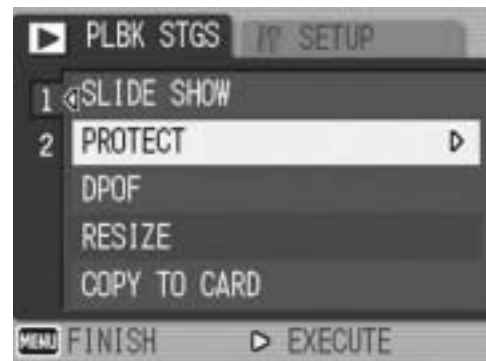 PLBK STGS SETUP
1 SLIDE SHOW
2 PROTECT
DPOF
RESIZE
COPY TO CARD
MENU FINISH EXECUTE